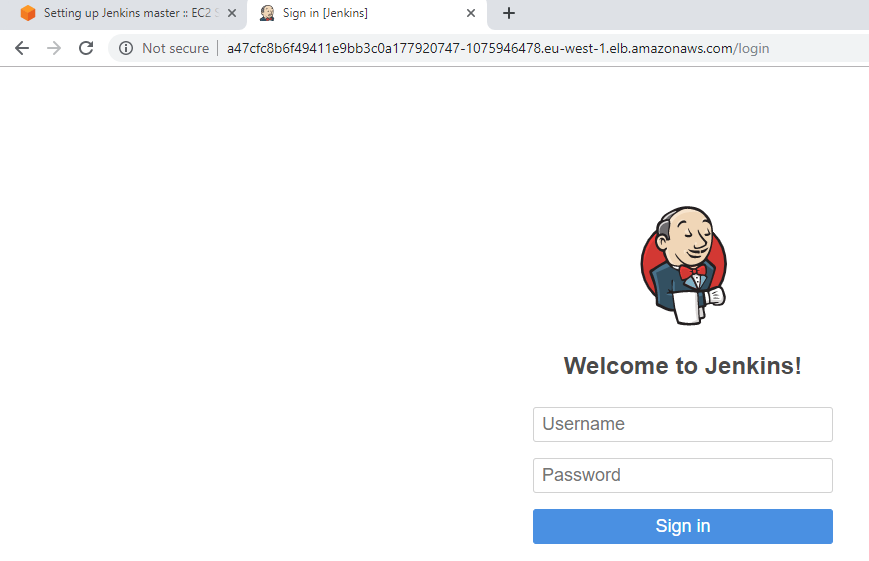 Setting up Jenkins master :: EC2 S
Sign in [Jenkins]
Not secure
a47cfc8b6f49411e9bb3c0a177920747-1075946478.eu-west-1.elb.amazonaws.com/login
Welcome to Jenkins!
Username
Password
Sign in